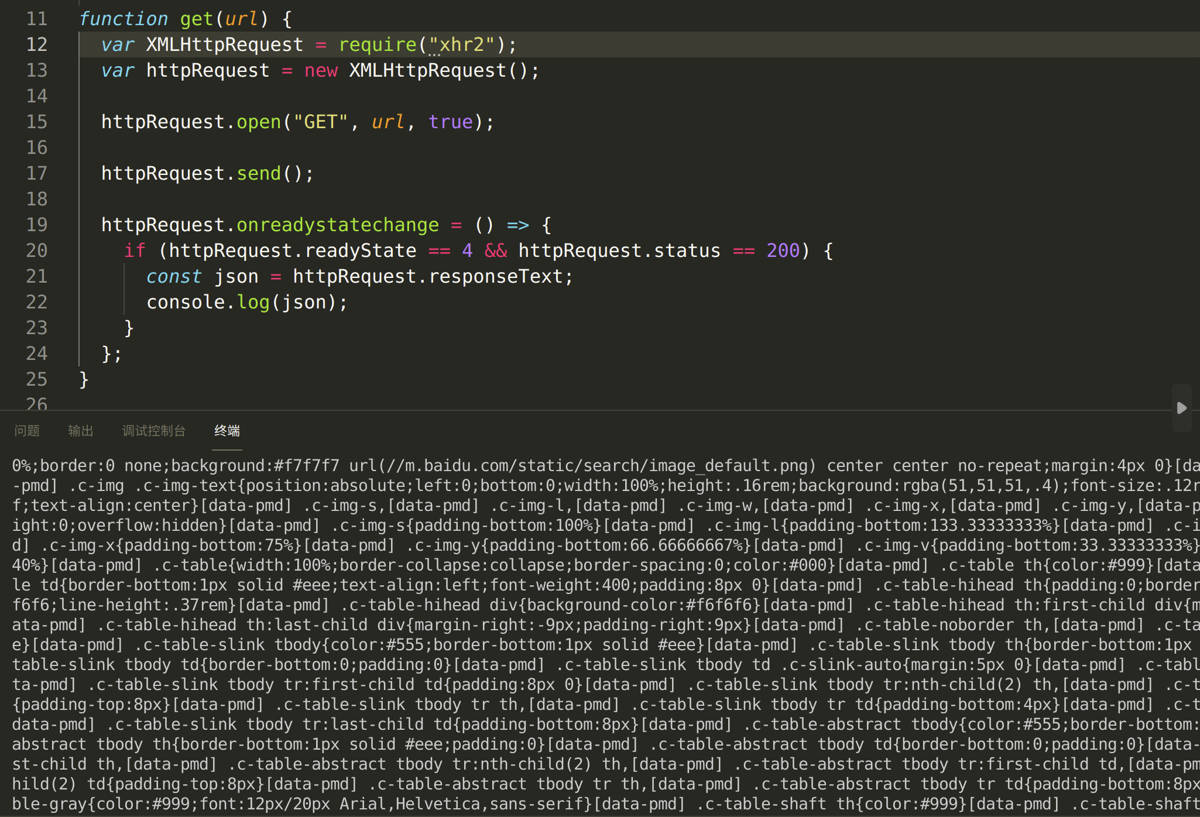 11 function get(url) {
12 var XMLHttpRequest = require("xhr2");
13 var httpRequest = new XMLHttpRequest();
14
15 httpRequest.open("GET", url, true);
16
17 httpRequest.send();
18
19 httpRequest.onreadystatechange = () => {
20 if (httpRequest.readyState == 4 && httpRequest.status == 200) {
21 const json = httpRequest.responseText;
22 console.log(json);
23 }
24 };
25 }
26
问题 输出 调试控制台 终端
0%;border:0 none;background:#f7f7f7 url(//m.baidu.com/static/search/image_default.png) center center no-repeat;margin:4px 0}[da
-pmd] .c-img .c-img-text{position:absolute;left:0;bottom:0;width:100%;height:.16rem;background:rgba(51,51,51,.4);font-size:.12r
f;text-align:center}[data-pmd] .c-img-s,[data-pmd] .c-img-l,[data-pmd] .c-img-w,[data-pmd] .c-img-x,[data-pmd] .c-img-y,[data-p
ight:0;overflow:hidden}[data-pmd] .c-img-s{padding-bottom:100%}[data-pmd] .c-img-l{padding-bottom:133.33333333%}[data-pmd] .c-i
d] .c-img-x{padding-bottom:75%}[data-pmd] .c-img-y{padding-bottom:66.66666667%}[data-pmd] .c-img-v{padding-bottom:33.33333333%}
40%}[data-pmd] .c-table{width:100%;border-collapse:collapse;border-spacing:0;color:#000}[data-pmd] .c-table th{color:#999}[data
le td{border-bottom:1px solid #eee;text-align:left;font-weight:400;padding:8px 0}[data-pmd] .c-table-hihead th{padding:0;border
f6f6;line-height:.37rem}[data-pmd] .c-table-hihead div{background-color:#f6f6f6}[data-pmd] .c-table-hihead th:first-child div{m
ata-pmd] .c-table-hihead th:last-child div{margin-right:-9px;padding-right:9px}[data-pmd] .c-table-noborder th,[data-pmd] .c-ta
e}[data-pmd] .c-table-slink tbody{color:#555;border-bottom:1px solid #eee}[data-pmd] .c-table-slink tbody th{border-bottom:1px
table-slink tbody td{border-bottom:0;padding:0}[data-pmd] .c-table-slink tbody td .c-slink-auto{margin:5px 0}[data-pmd] .c-tabl
ta-pmd] .c-table-slink tbody tr:first-child td{padding:8px 0}[data-pmd] .c-table-slink tbody tr:nth-child(2) th,[data-pmd] .c-t
{padding-top:8px}[data-pmd] .c-table-slink tbody tr th,[data-pmd] .c-table-slink tbody tr td{padding-bottom:4px}[data-pmd] .c-t
data-pmd] .c-table-slink tbody tr:last-child td{padding-bottom:8px}[data-pmd] .c-table-abstract tbody{color:#555;border-bottom:
abstract tbody th{border-bottom:1px solid #eee;padding:0}[data-pmd] .c-table-abstract tbody td{border-bottom:0;padding:0}[data-
st-child th,[data-pmd] .c-table-abstract tbody tr:nth-child(2) th,[data-pmd] .c-table-abstract tbody tr:first-child td,[data-pm
hild(2) td{padding-top:8px}[data-pmd] .c-table-abstract tbody tr th,[data-pmd] .c-table-abstract tbody tr td{padding-bottom:8px
ble-gray{color:#999;font:12px/20px Arial,Helvetica,sans-serif}[data-pmd] .c-table-shaft th{color:#999}[data-pmd] .c-table-shaft